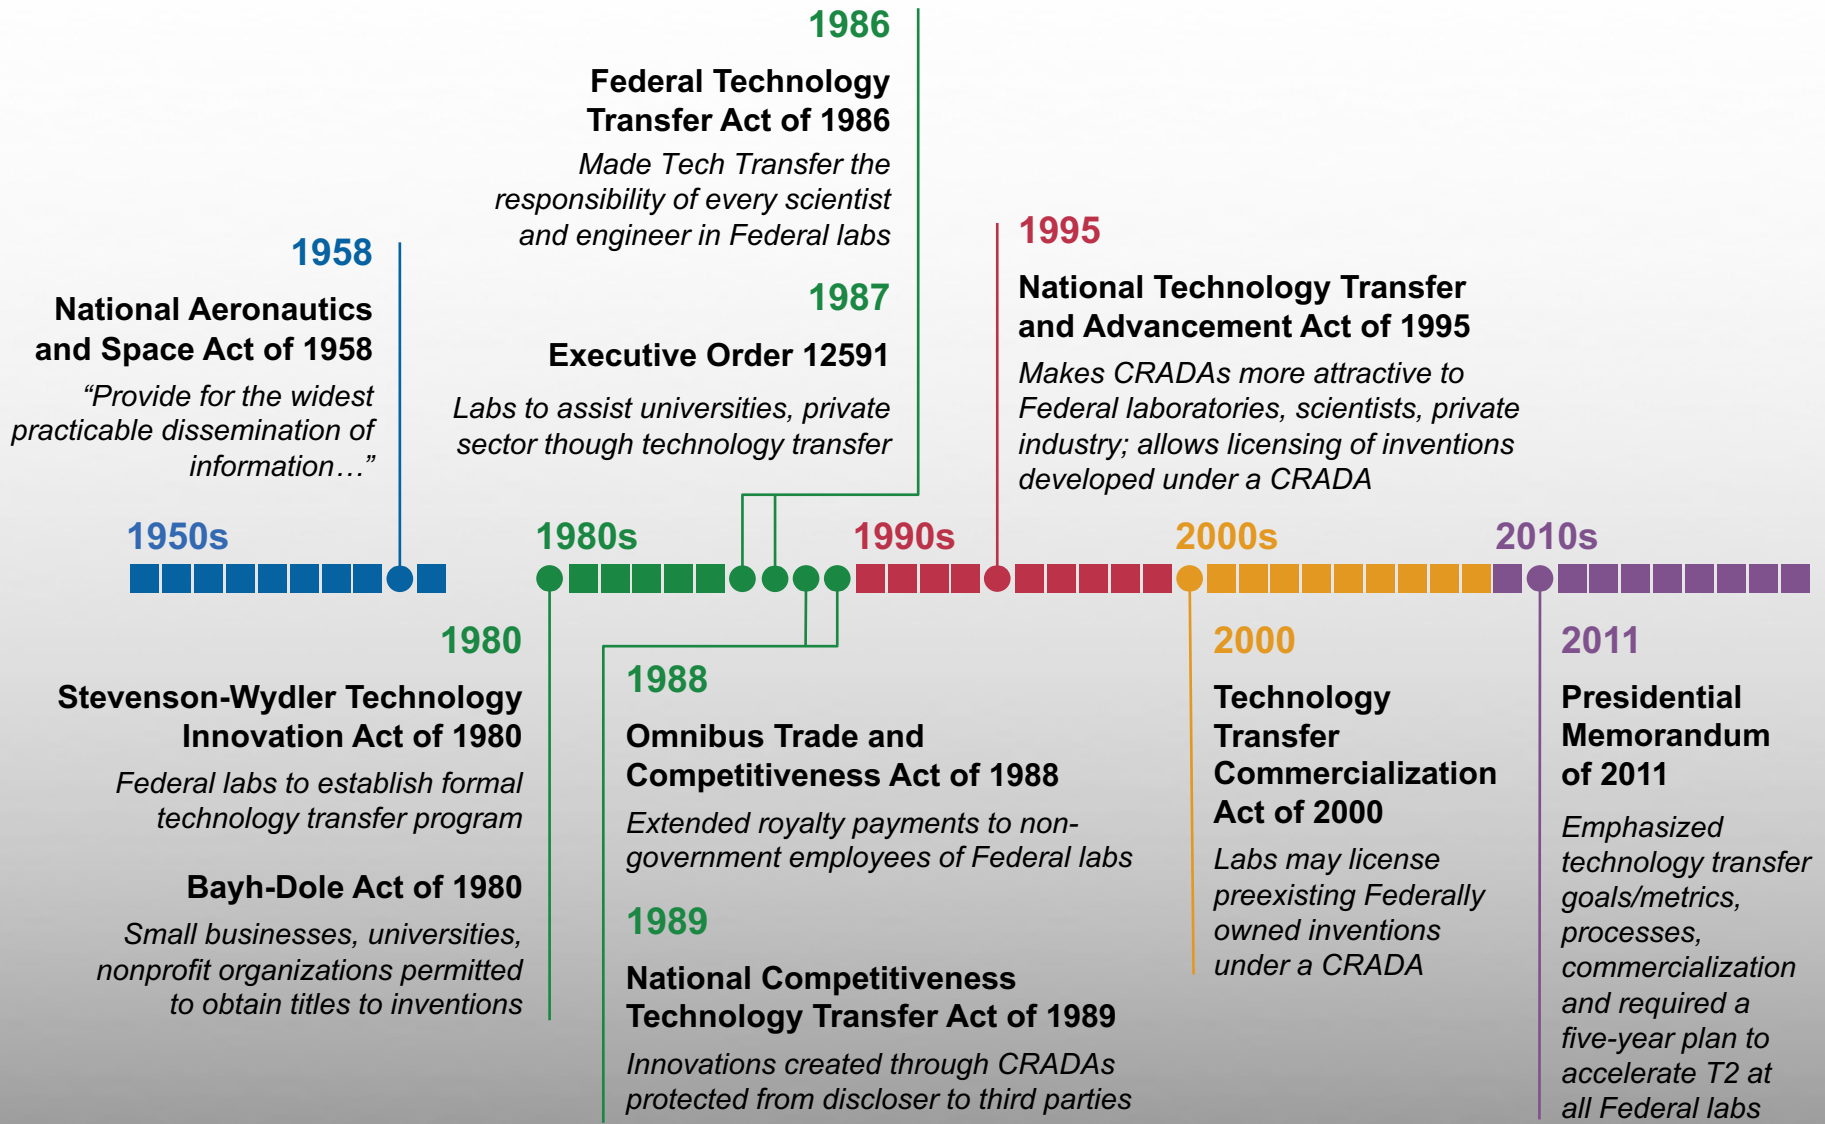 1986
Federal Technology
Transfer Act of 1986
Made Tech Transfer the
responsibility of every scientist
and engineer in Federal labs
1987
Executive Order 12591
Labs to assist universities, private
sector though technology transfer
1958
National Aeronautics
and Space Act of 1958
“Provide for the widest
practicable dissemination of
information…”
1995
National Technology Transfer
and Advancement Act of 1995
Makes CRADAs more attractive to
Federal laboratories, scientists, private
industry; allows licensing of inventions
developed under a CRADA
1950s
1980s
1990s
2000s
2010s
1980
Stevenson-Wydler Technology
Innovation Act of 1980
Federal labs to establish formal
technology transfer program
Bayh-Dole Act of 1980
Small businesses, universities,
nonprofit organizations permitted
to obtain titles to inventions
1988
Omnibus Trade and
Competitiveness Act of 1988
Extended royalty payments to non-
government employees of Federal labs
1989
National Competitiveness
Technology Transfer Act of 1989
Innovations created through CRADAs
protected from discloser to third parties
2000
Technology
Transfer
Commercialization
Act of 2000
Labs may license
preexisting Federally
owned inventions
under a CRADA
2011
Presidential
Memorandum
of 2011
Emphasized
technology transfer
goals/metrics,
processes,
commercialization
and required a
five-year plan to
accelerate T2 at
all Federal labs